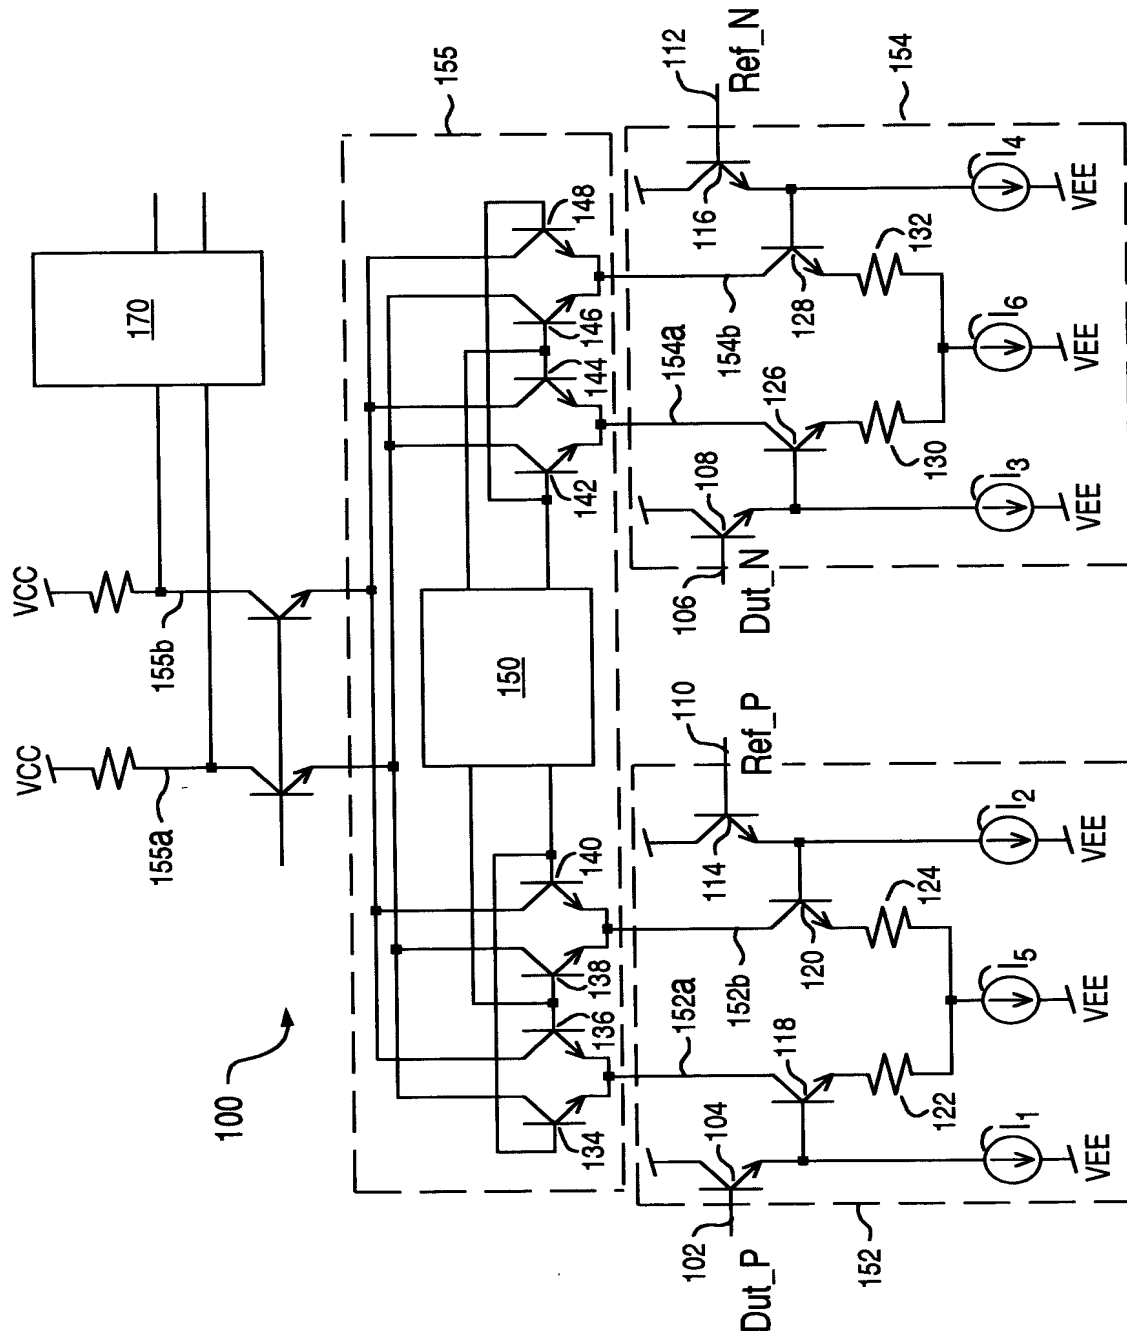 100
VCC
VCC
155a
155b
170
155
134
136
138
140
150
142
144
146
148
152a
152b
154a
154b
102
Dut_P
104
118
122
I1
VEE
I5
VEE
120
124
114
110
Ref_P
I2
VEE
152
106
Dut_N
108
126
130
I3
VEE
I6
VEE
128
132
116
112
Ref_N
I4
VEE
154